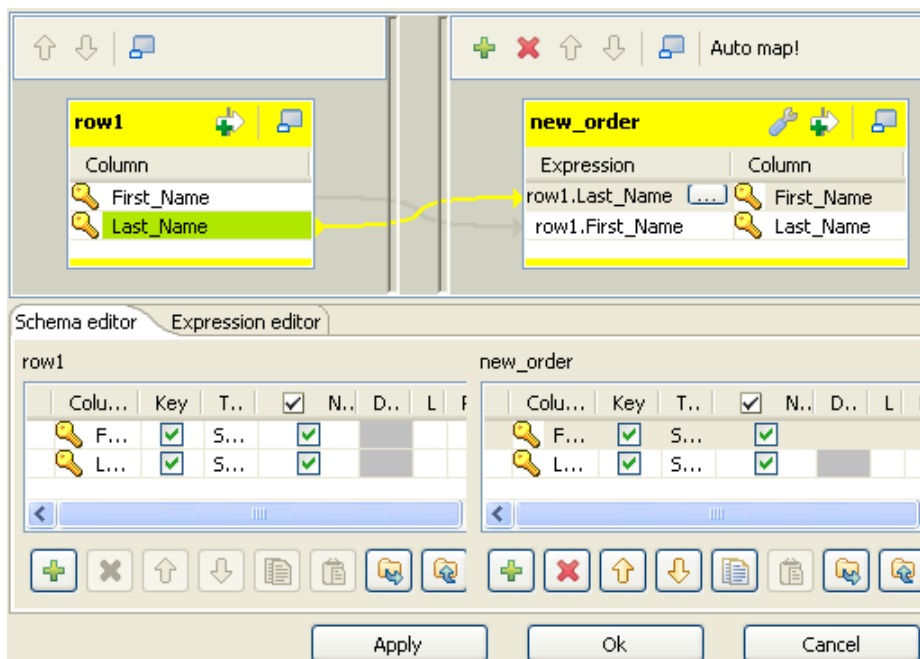 Auto map!
row1
Column
First_Name
Last_Name
new_order
Expression Column
row1.Last_Name ... First_Name
row1.First_Name Last_Name
Schema editor Expression editor
row1
Colu... Key T.. N.. D.. L
F... S...
L... S...
new_order
Colu... Key T.. N.. D.. L
F... S...
L... S...
Apply Ok Cancel